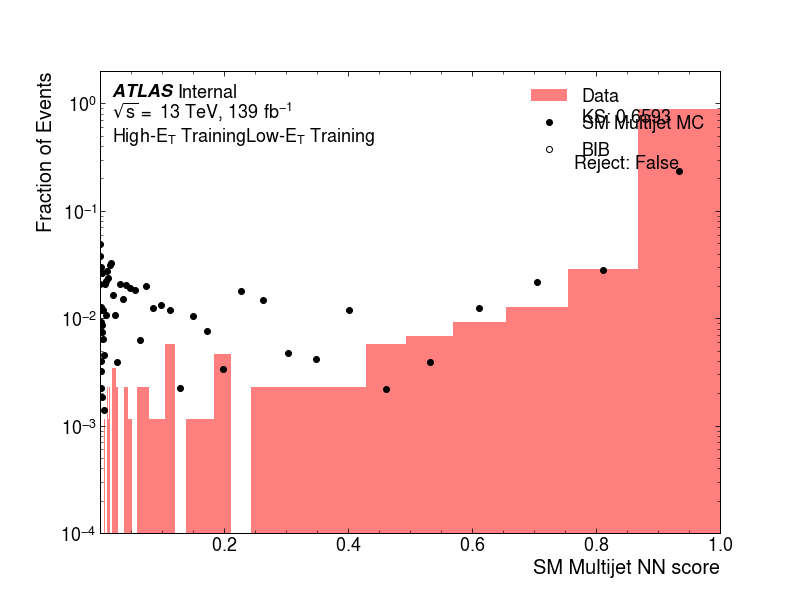 ATLAS Internal
√s = 13 TeV, 139 fb⁻¹
High-E_T TrainingLow-E_T Training
Data
KS: 0.6593
SM Multijet MC
BIB
Reject: False
Fraction of Events
10⁰
10⁻¹
10⁻²
10⁻³
10⁻⁴
0.2 0.4 0.6 0.8 1.0
SM Multijet NN score